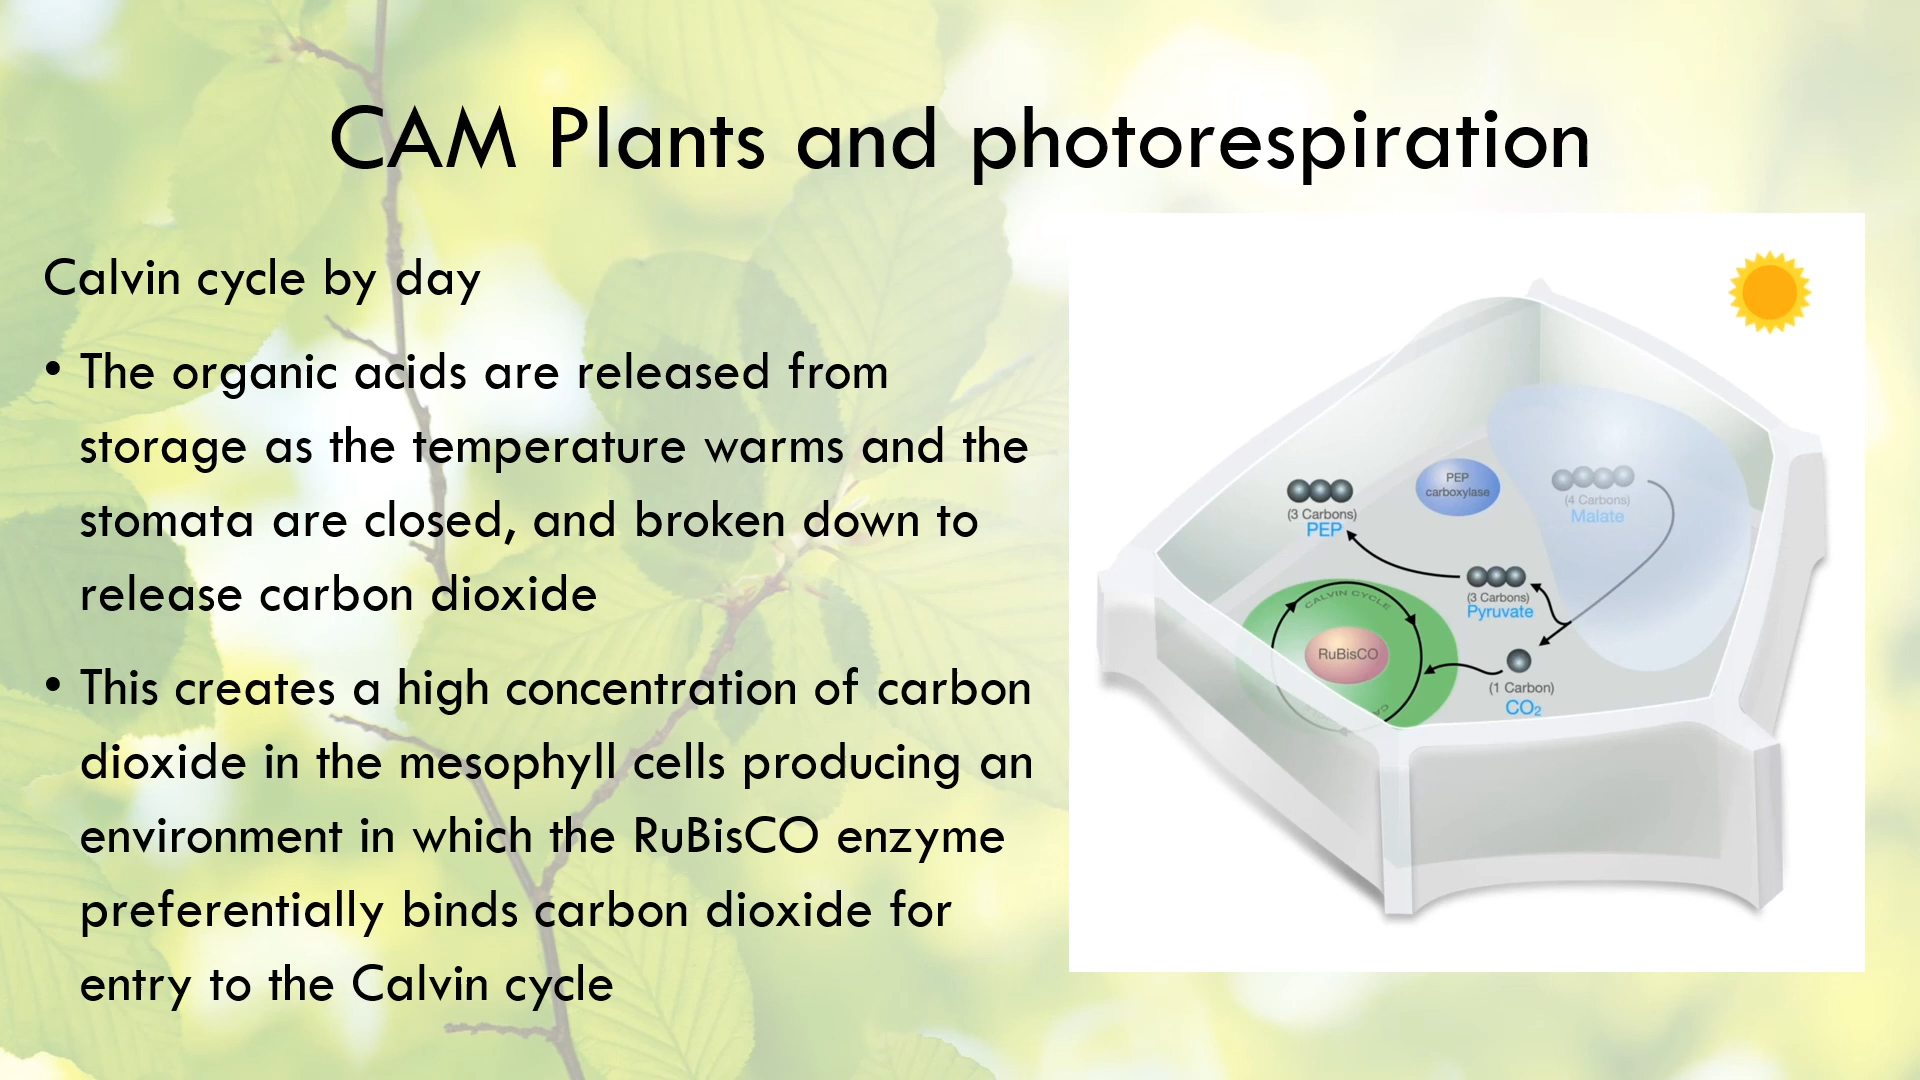 CAM Plants and photorespiration
Calvin cycle by day
• The organic acids are released from
storage as the temperature warms and the
stomata are closed, and broken down to
release carbon dioxide
• This creates a high concentration of carbon
dioxide in the mesophyll cells producing an
environment in which the RuBisCO enzyme
preferentially binds carbon dioxide for
entry to the Calvin cycle
PEP
carboxylase
(4 Carbons)
Malate
(3 Carbons)
PEP
(3 Carbons)
Pyruvate
CALVIN CYCLE
RuBisCO
(1 Carbon)
CO₂